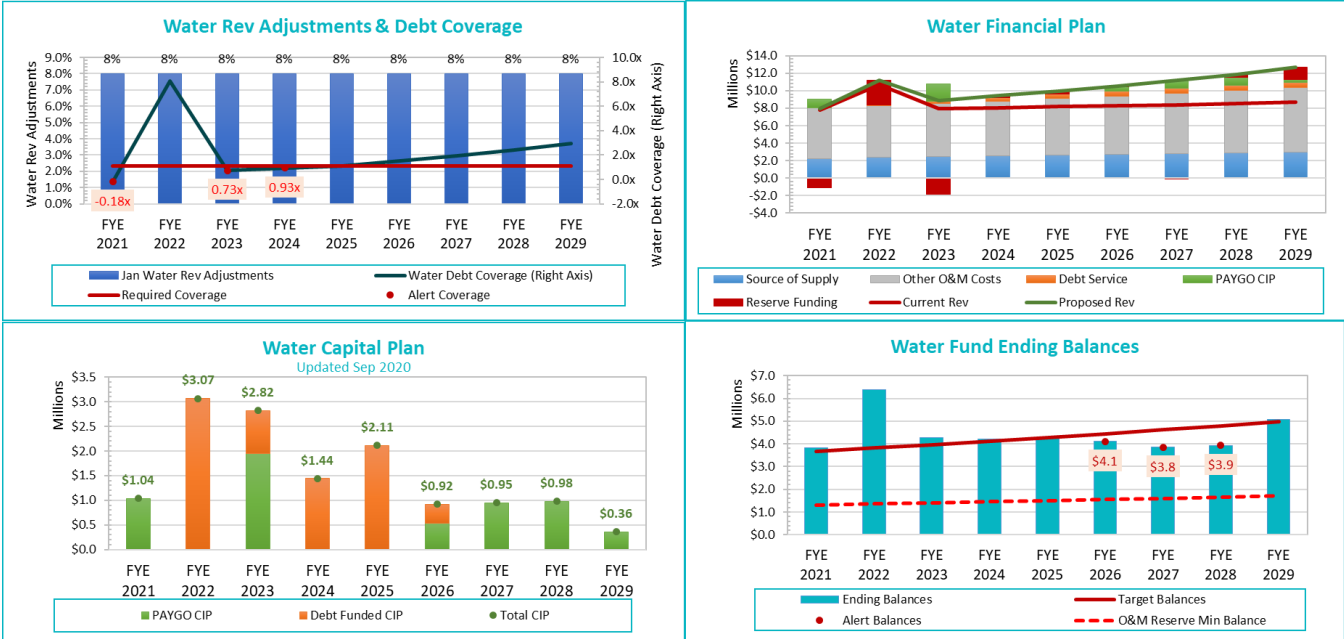 Water Rev Adjustments & Debt Coverage
Water Rev Adjustments
9.0%
8.0%
7.0%
6.0%
5.0%
4.0%
3.0%
2.0%
1.0%
0.0%
8% 8% 8% 8% 8% 8% 8% 8% 8%
-0.18x
0.73x
0.93x
10.0x
8.0x
6.0x
4.0x
2.0x
0.0x
-2.0x
Water Debt Coverage (Right Axis)
FYE FYE FYE FYE FYE FYE FYE FYE FYE
2021 2022 2023 2024 2025 2026 2027 2028 2029
Jan Water Rev Adjustments Water Debt Coverage (Right Axis)
Required Coverage Alert Coverage
Water Financial Plan
Millions
$14.0
$12.0
$10.0
$8.0
$6.0
$4.0
$2.0
$0.0
-$2.0
-$4.0
FYE FYE FYE FYE FYE FYE FYE FYE FYE
2021 2022 2023 2024 2025 2026 2027 2028 2029
Source of Supply Other O&M Costs Debt Service PAYGO CIP
Reserve Funding Current Rev Proposed Rev
Water Capital Plan
Updated Sep 2020
Millions
$3.5
$3.0
$2.5
$2.0
$1.5
$1.0
$0.5
$0.0
$1.04
$3.07
$2.82
$1.44
$2.11
$0.92
$0.95
$0.98
$0.36
FYE FYE FYE FYE FYE FYE FYE FYE FYE
2021 2022 2023 2024 2025 2026 2027 2028 2029
PAYGO CIP Debt Funded CIP Total CIP
Water Fund Ending Balances
Millions
$7.0
$6.0
$5.0
$4.0
$3.0
$2.0
$1.0
$0.0
$4.1
$3.8
$3.9
FYE FYE FYE FYE FYE FYE FYE FYE FYE
2021 2022 2023 2024 2025 2026 2027 2028 2029
Ending Balances Target Balances
Alert Balances O&M Reserve Min Balance